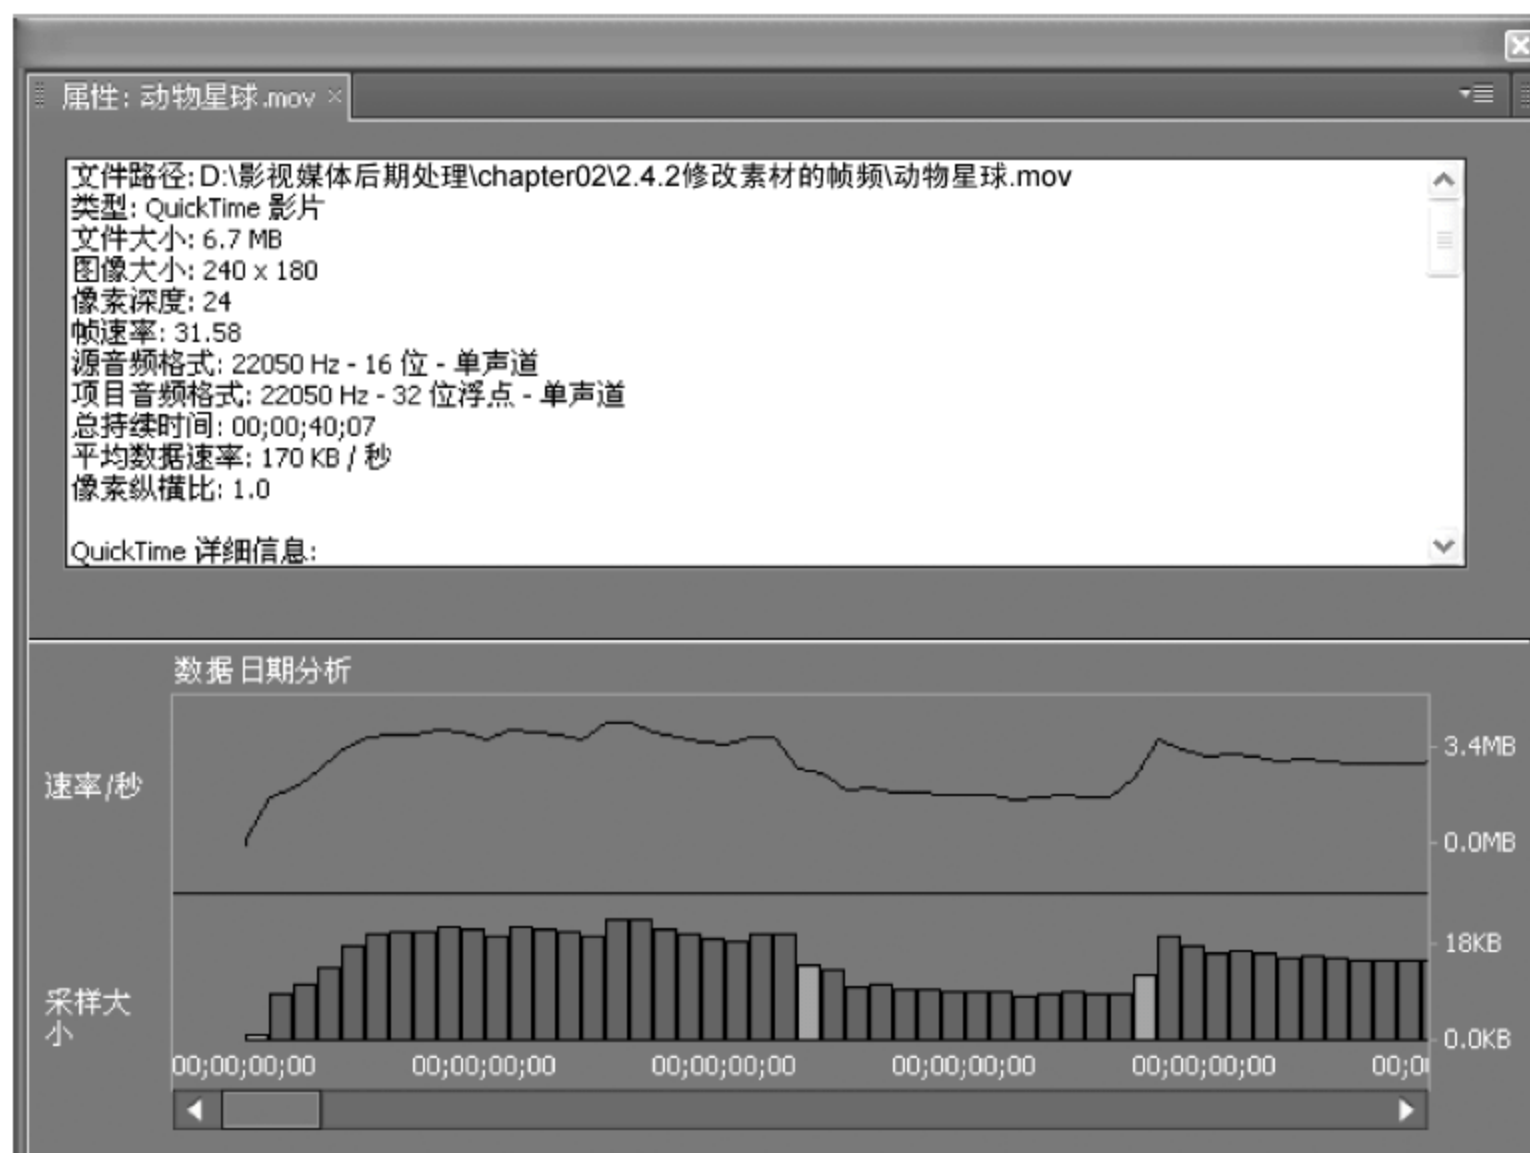 属性: 动物星球.mov
文件路径: D:\影视媒体后期处理\chapter02\2.4.2修改素材的帧频\动物星球.mov
类型: QuickTime 影片
文件大小: 6.7 MB
图像大小: 240 x 180
像素深度: 24
帧速率: 31.58
源音频格式: 22050 Hz - 16 位 - 单声道
项目音频格式: 22050 Hz - 32 位浮点 - 单声道
总持续时间: 00;00;40;07
平均数据速率: 170 KB / 秒
像素纵横比: 1.0
QuickTime 详细信息:
数据日期分析
速率/秒
3.4MB
0.0MB
采样大
小
18KB
0.0KB
00;00;00;00 00;00;00;00 00;00;00;00 00;00;00;00 00;00;00;00 00;0